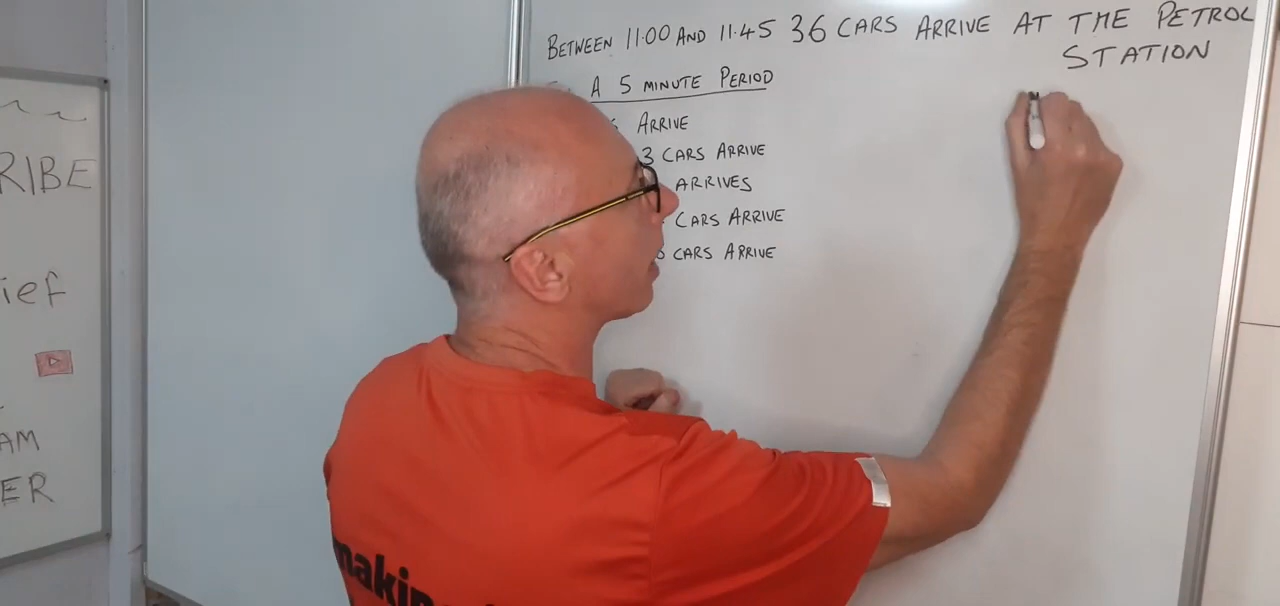 BETWEEN 11.00 AND 11.45 36 CARS ARRIVE AT THE PETROL
STATION
A 5 MINUTE PERIOD
ARRIVE
3 CARS ARRIVE
ARRIVES
CARS ARRIVE
CARS ARRIVE
RIBE
ief
AM
ER
makin